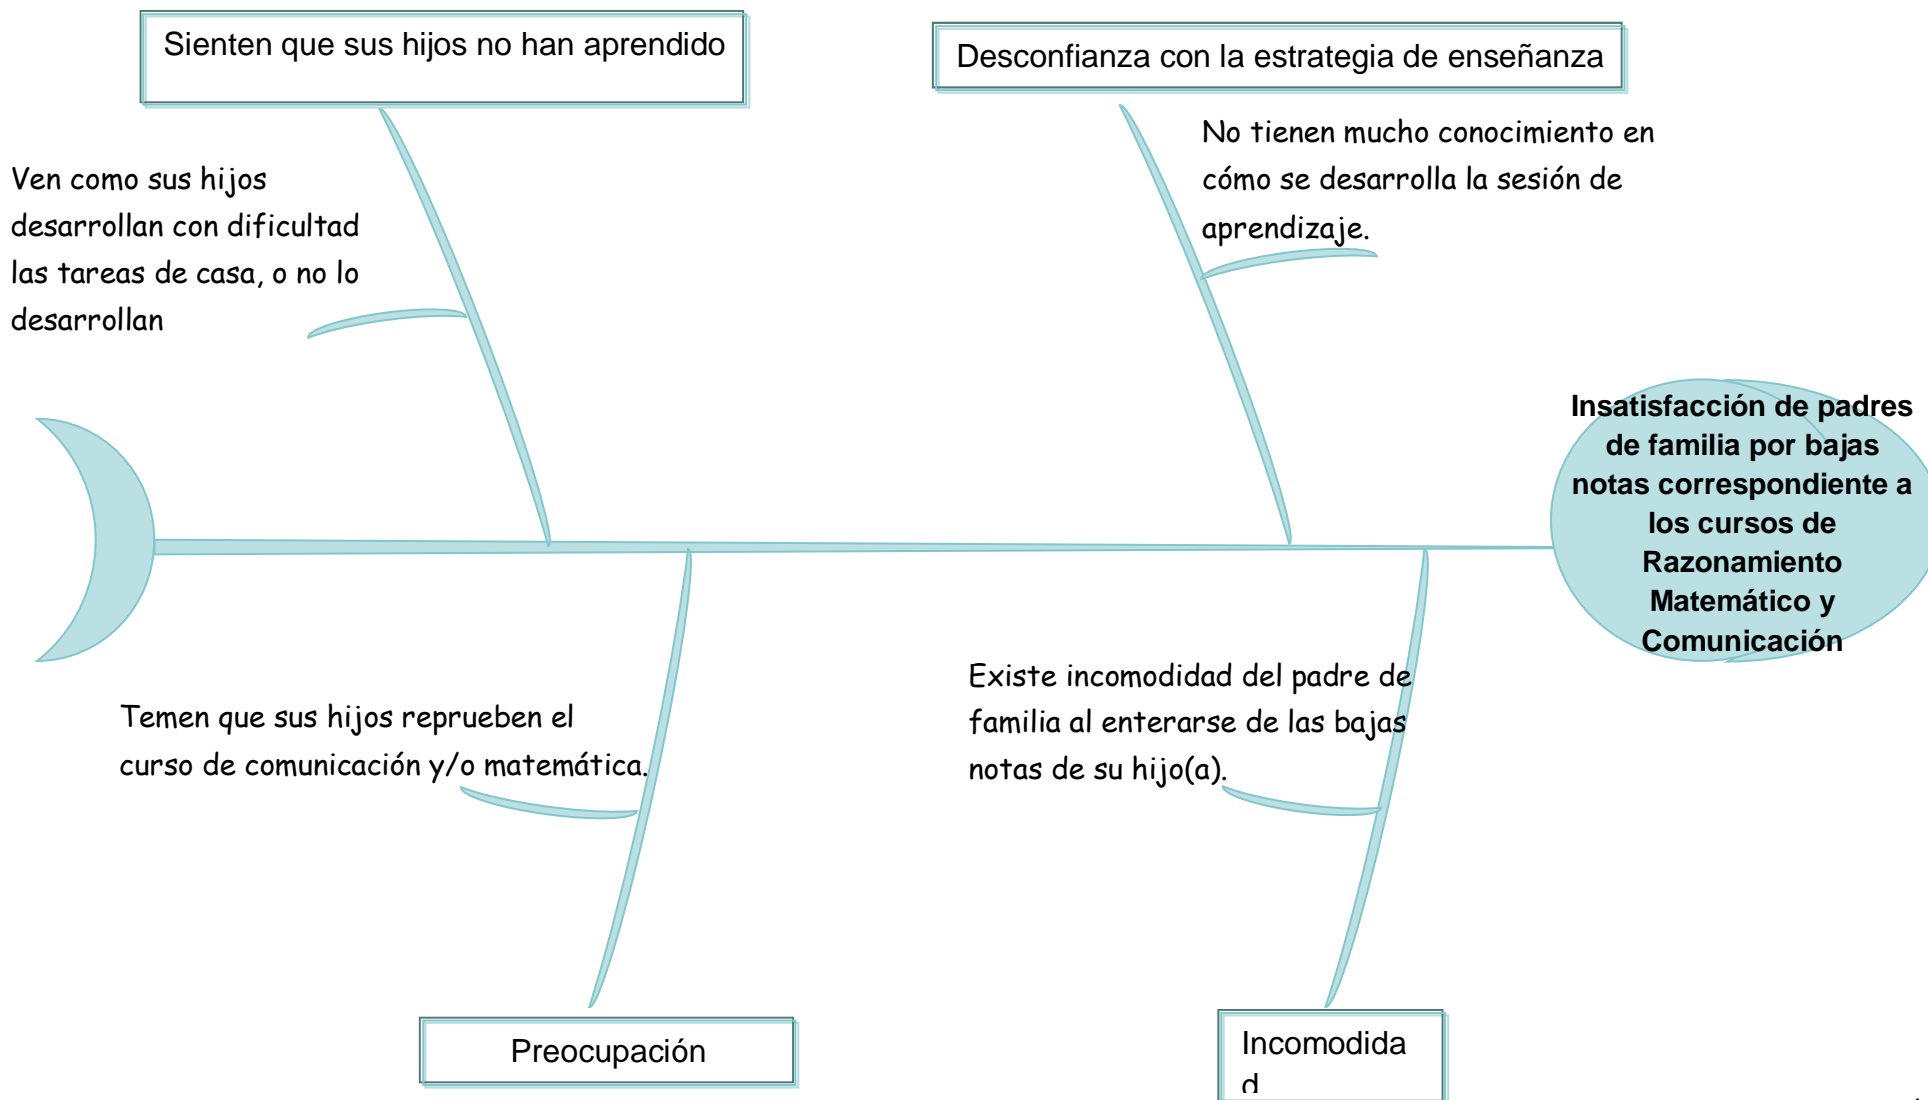 Sienten que sus hijos no han aprendido
Desconfianza con la estrategia de enseñanza
No tienen mucho conocimiento en
cómo se desarrolla la sesión de
aprendizaje.
Ven como sus hijos
desarrollan con dificultad
las tareas de casa, o no lo
desarrollan
Insatisfacción de padres
de familia por bajas
notas correspondiente a
los cursos de
Razonamiento
Matemático y
Comunicación
Temen que sus hijos reprueben el
curso de comunicación y/o matemática.
Existe incomodidad del padre de
familia al enterarse de las bajas
notas de su hijo(a).
Preocupación
Incomodida
d